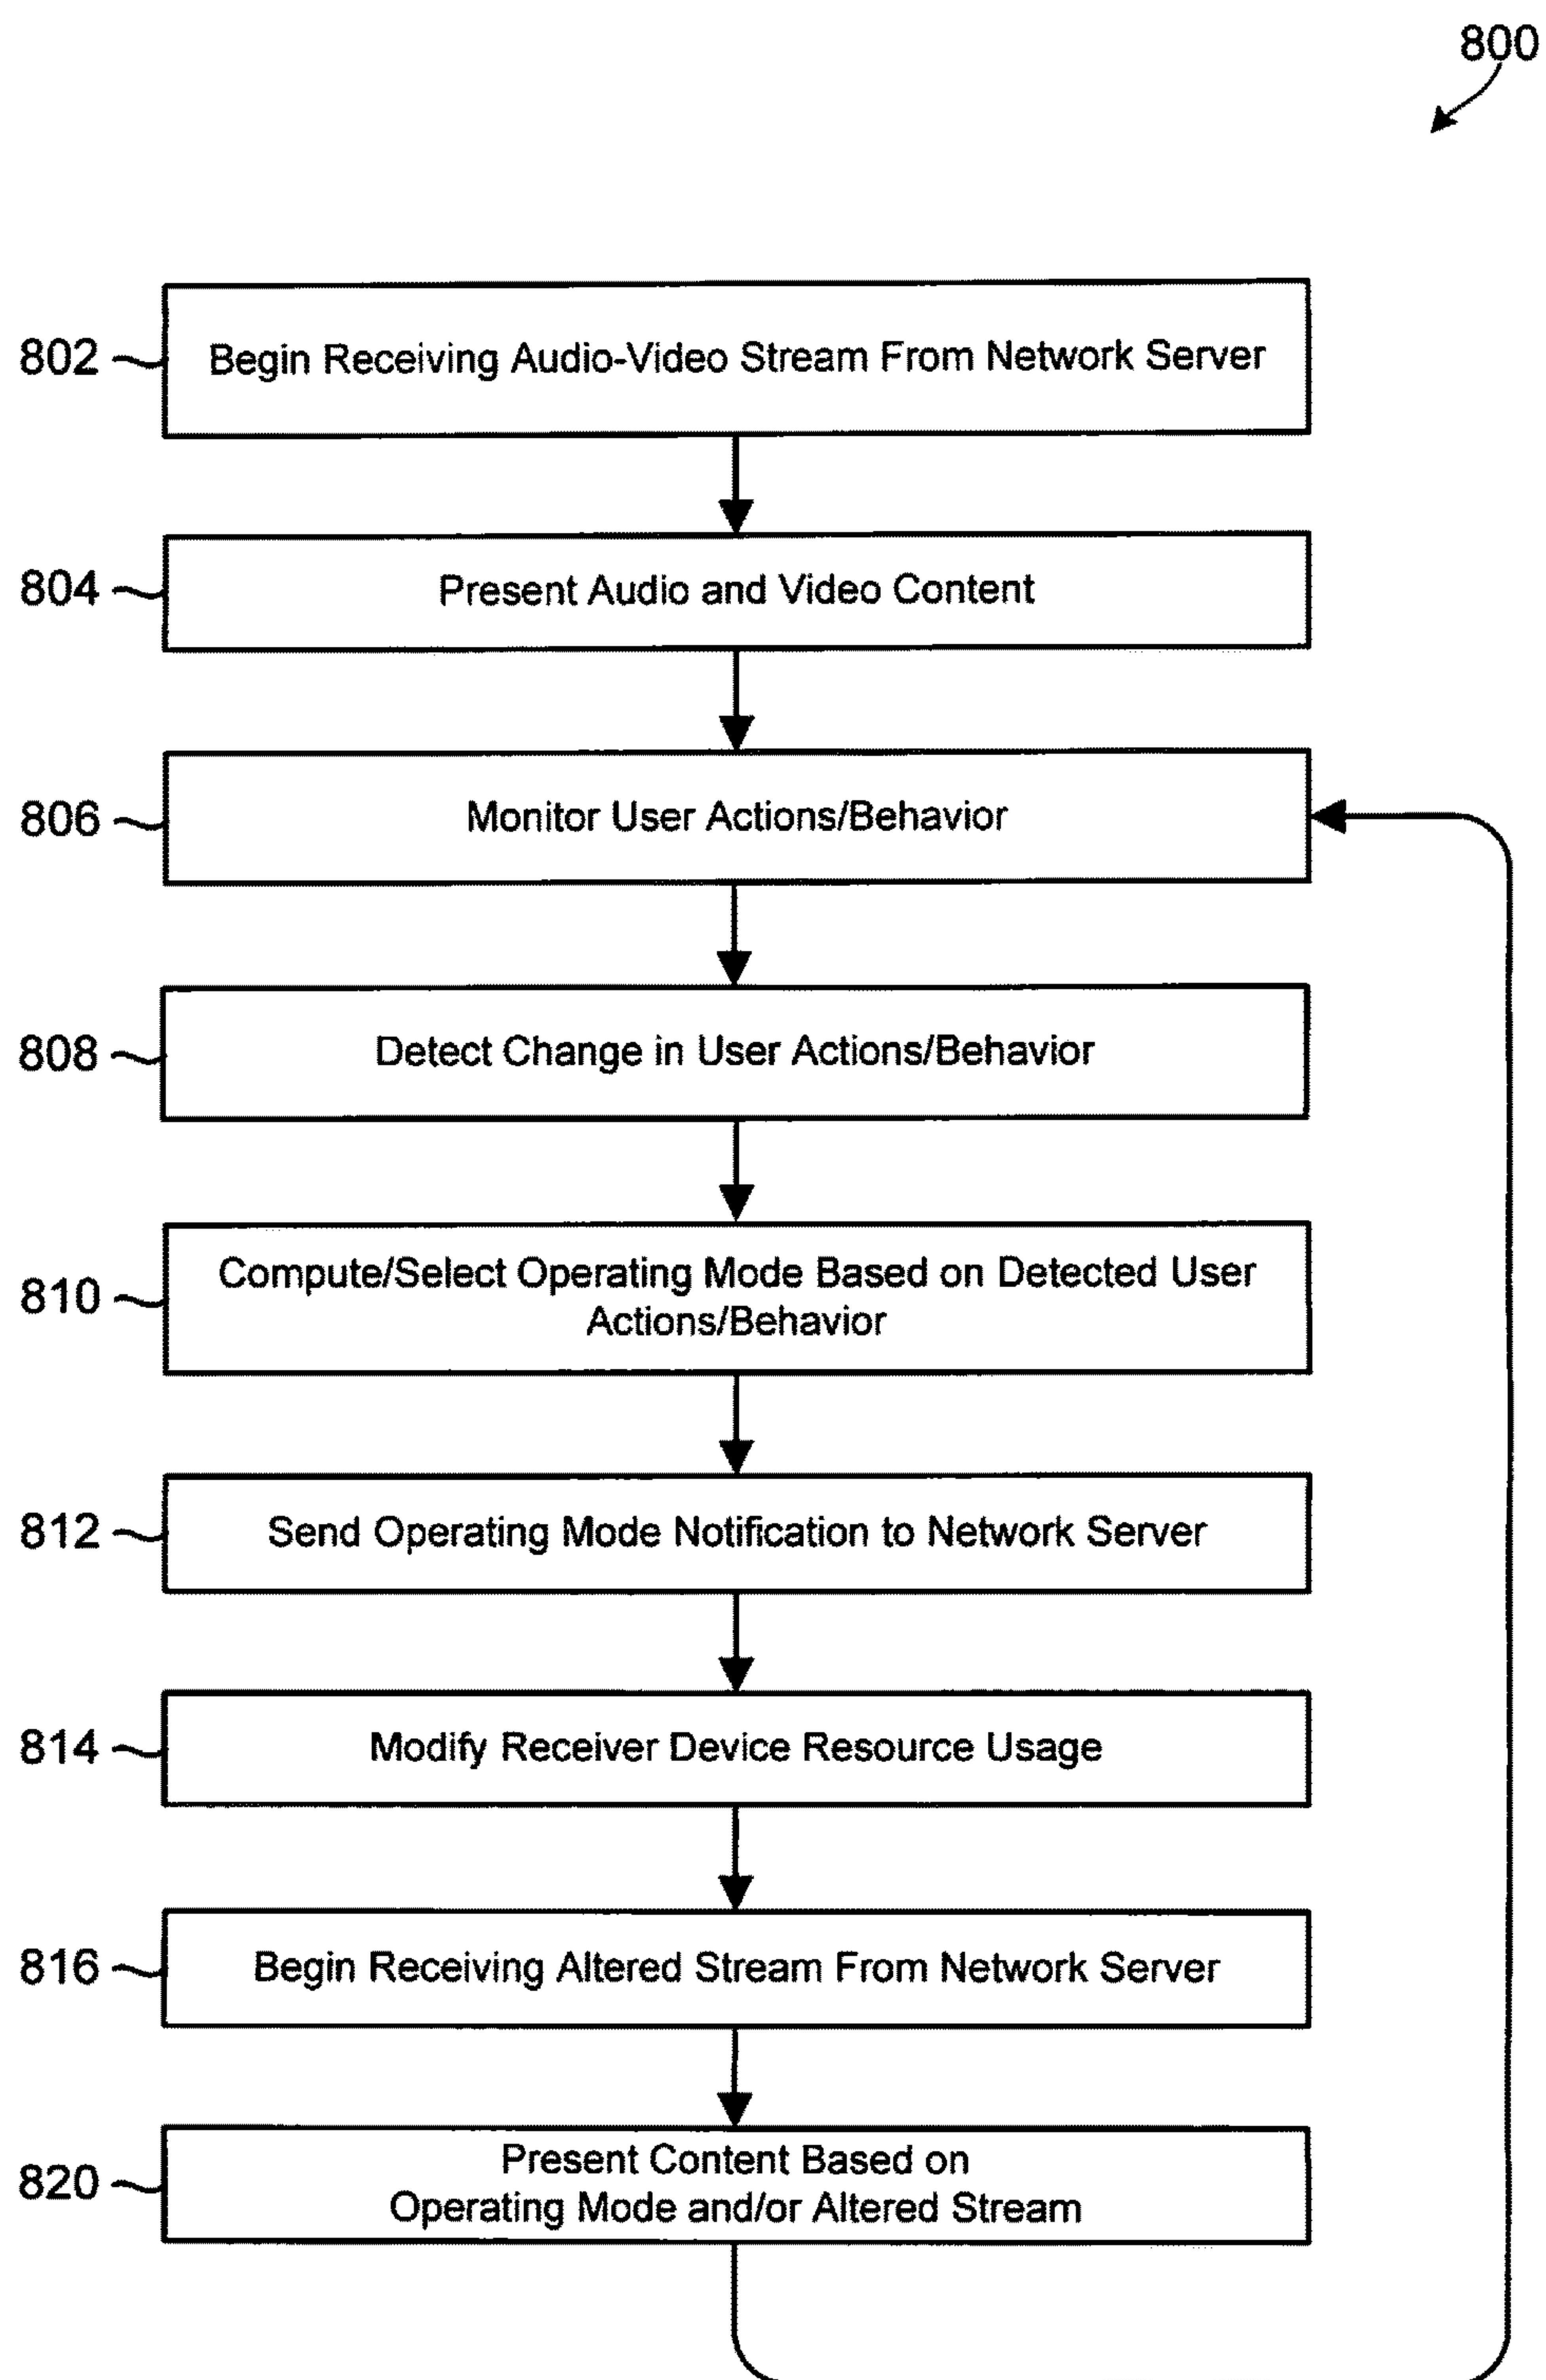 800
802
Begin Receiving Audio-Video Stream From Network Server
804
Present Audio and Video Content
806
Monitor User Actions/Behavior
808
Detect Change in User Actions/Behavior
810
Compute/Select Operating Mode Based on Detected User
Actions/Behavior
812
Send Operating Mode Notification to Network Server
814
Modify Receiver Device Resource Usage
816
Begin Receiving Altered Stream From Network Server
820
Present Content Based on
Operating Mode and/or Altered Stream